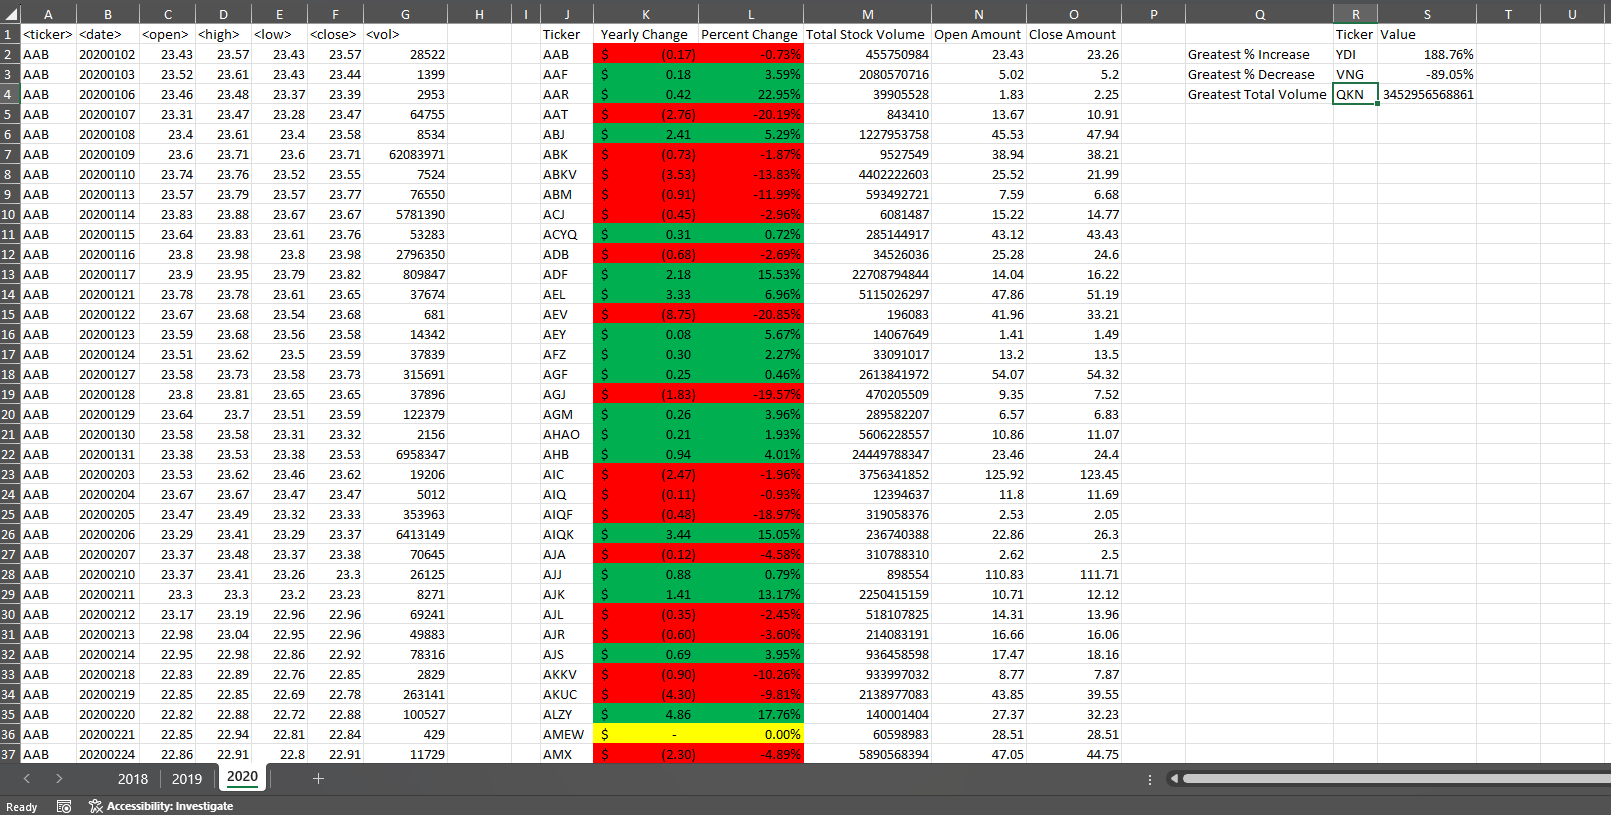 A B C D E F G H I J K L M N O P Q R S T U
1 <ticker> <date> <open> <high> <low> <close> <vol> Ticker Yearly Change Percent Change Total Stock Volume Open Amount Close Amount Ticker Value
2 AAB 20200102 23.43 23.57 23.43 23.57 28522 AAB $ (0.17) -0.73% 455750984 23.43 23.26 Greatest % Increase YDI 188.76%
3 AAB 20200103 23.52 23.61 23.43 23.44 1399 AAF $ 0.18 3.59% 2080570716 5.02 5.2 Greatest % Decrease VNG -89.05%
4 AAB 20200106 23.46 23.48 23.37 23.39 2953 AAR $ 0.42 22.95% 39905528 1.83 2.25 Greatest Total Volume QKN 3452956568861
5 AAB 20200107 23.31 23.47 23.28 23.47 64755 AAT $ (2.76) -20.19% 843410 13.67 10.91
6 AAB 20200108 23.4 23.61 23.4 23.58 8534 ABJ $ 2.41 5.29% 1227953758 45.53 47.94
7 AAB 20200109 23.6 23.71 23.6 23.71 62083971 ABK $ (0.73) -1.87% 9527549 38.94 38.21
8 AAB 20200110 23.74 23.76 23.52 23.55 7524 ABKV $ (3.53) -13.83% 4402222603 25.52 21.99
9 AAB 20200113 23.57 23.79 23.57 23.77 76550 ABM $ (0.91) -11.99% 593492721 7.59 6.68
10 AAB 20200114 23.83 23.88 23.67 23.67 5781390 ACJ $ (0.45) -2.96% 6081487 15.22 14.77
11 AAB 20200115 23.64 23.83 23.61 23.76 53283 ACYQ $ 0.31 0.72% 285144917 43.12 43.43
12 AAB 20200116 23.8 23.98 23.8 23.98 2796350 ADB $ (0.68) -2.69% 34526036 25.28 24.6
13 AAB 20200117 23.9 23.95 23.79 23.82 809847 ADF $ 2.18 15.53% 22708794844 14.04 16.22
14 AAB 20200121 23.78 23.78 23.61 23.65 37674 AEL $ 3.33 6.96% 5115026297 47.86 51.19
15 AAB 20200122 23.67 23.68 23.54 23.68 681 AEV $ (8.75) -20.85% 196083 41.96 33.21
16 AAB 20200123 23.59 23.68 23.56 23.58 14342 AEY $ 0.08 5.67% 14067649 1.41 1.49
17 AAB 20200124 23.51 23.62 23.5 23.59 37839 AFZ $ 0.30 2.27% 33091017 13.2 13.5
18 AAB 20200127 23.58 23.73 23.58 23.73 315691 AGF $ 0.25 0.46% 2613841972 54.07 54.32
19 AAB 20200128 23.8 23.81 23.65 23.65 37896 AGJ $ (1.83) -19.57% 470205509 9.35 7.52
20 AAB 20200129 23.64 23.7 23.51 23.59 122379 AGM $ 0.26 3.96% 289582207 6.57 6.83
21 AAB 20200130 23.58 23.58 23.31 23.32 2156 AHAO $ 0.21 1.93% 5606228557 10.86 11.07
22 AAB 20200131 23.38 23.53 23.38 23.53 6958347 AHB $ 0.94 4.01% 24449788347 23.46 24.4
23 AAB 20200203 23.53 23.62 23.46 23.62 19206 AIC $ (2.47) -1.96% 3756341852 125.92 123.45
24 AAB 20200204 23.67 23.67 23.47 23.47 5012 AIQ $ (0.11) -0.93% 12394637 11.8 11.69
25 AAB 20200205 23.47 23.49 23.32 23.33 353963 AIQF $ (0.48) -18.97% 319058376 2.53 2.05
26 AAB 20200206 23.29 23.41 23.29 23.37 6413149 AIQK $ 3.44 15.05% 236740388 22.86 26.3
27 AAB 20200207 23.37 23.48 23.37 23.38 70645 AJA $ (0.12) -4.58% 310788310 2.62 2.5
28 AAB 20200210 23.37 23.41 23.26 23.3 26125 AJJ $ 0.88 0.79% 898554 110.83 111.71
29 AAB 20200211 23.3 23.3 23.2 23.23 8271 AJK $ 1.41 13.17% 2250415159 10.71 12.12
30 AAB 20200212 23.17 23.19 22.96 22.96 69241 AJL $ (0.35) -2.45% 518107825 14.31 13.96
31 AAB 20200213 22.98 23.04 22.95 22.96 49883 AJR $ (0.60) -3.60% 214083191 16.66 16.06
32 AAB 20200214 22.95 22.98 22.86 22.92 78316 AJS $ 0.69 3.95% 936458598 17.47 18.16
33 AAB 20200218 22.83 22.89 22.76 22.85 2829 AKKV $ (0.90) -10.26% 933997032 8.77 7.87
34 AAB 20200219 22.85 22.85 22.69 22.78 263141 AKUC $ (4.30) -9.81% 2138977083 43.85 39.55
35 AAB 20200220 22.82 22.88 22.72 22.88 100527 ALZY $ 4.86 17.76% 140001404 27.37 32.23
36 AAB 20200221 22.85 22.94 22.81 22.84 429 AMEW $ - 0.00% 60598983 28.51 28.51
37 AAB 20200224 22.86 22.91 22.8 22.91 11729 AMX $ (2.30) -4.89% 5890568394 47.05 44.75
2018 2019 2020 +
Ready Accessibility: Investigate